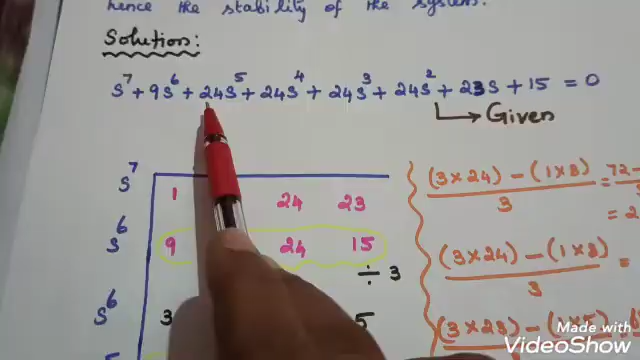 hence the stability of the system.
Solution:
s⁷ + 9s⁶ + 24s⁵ + 24s⁴ + 24s³ + 24s² + 23s + 15 = 0
Given
s⁷ 1 24 23
s⁶ 9 24 15
÷ 3
s⁶ 3 5
(3×24) − (1×8) / 3 = 72−
= 2
(3×24) − (1×8) / 3 =
(3×23) − (1×5)
Made with
VideoShow